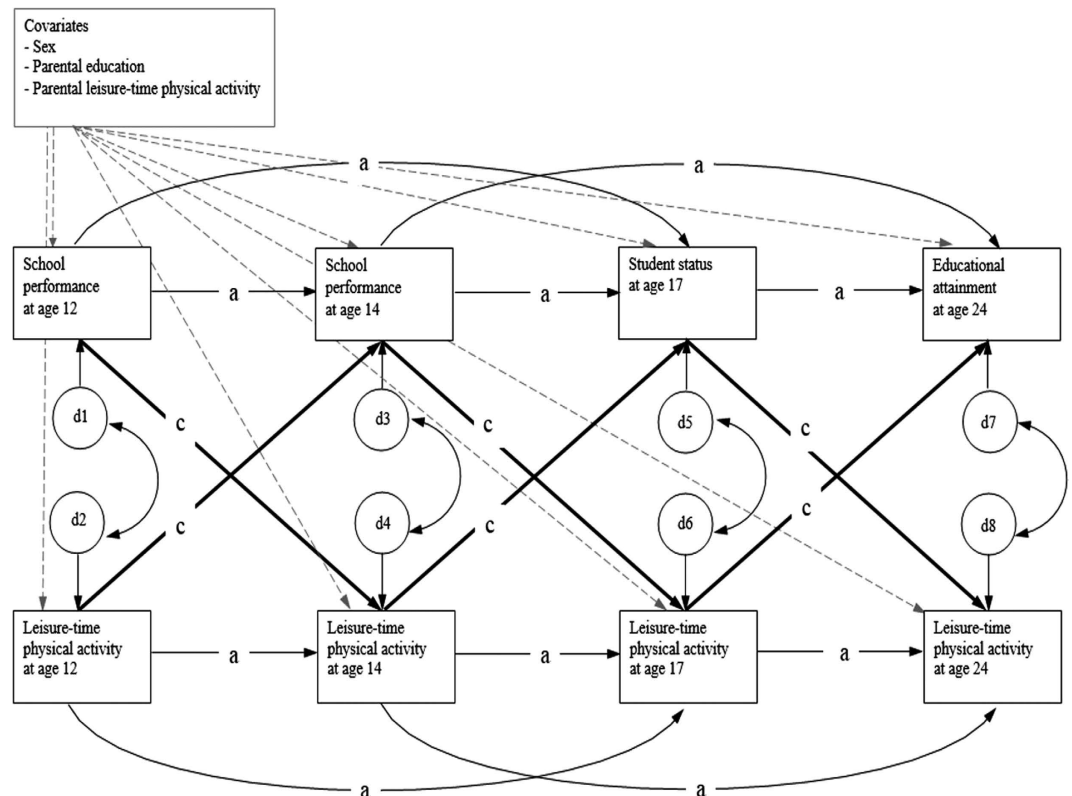 Covariates
- Sex
- Parental education
- Parental leisure-time physical activity
a
a
School
performance
at age 12
a
School
performance
at age 14
a
Student status
at age 17
a
Educational
attainment
at age 24
d1
c
d3
c
d5
c
d7
d2
c
d4
c
d6
c
d8
Leisure-time
physical activity
at age 12
a
Leisure-time
physical activity
at age 14
a
Leisure-time
physical activity
at age 17
a
Leisure-time
physical activity
at age 24
a
a